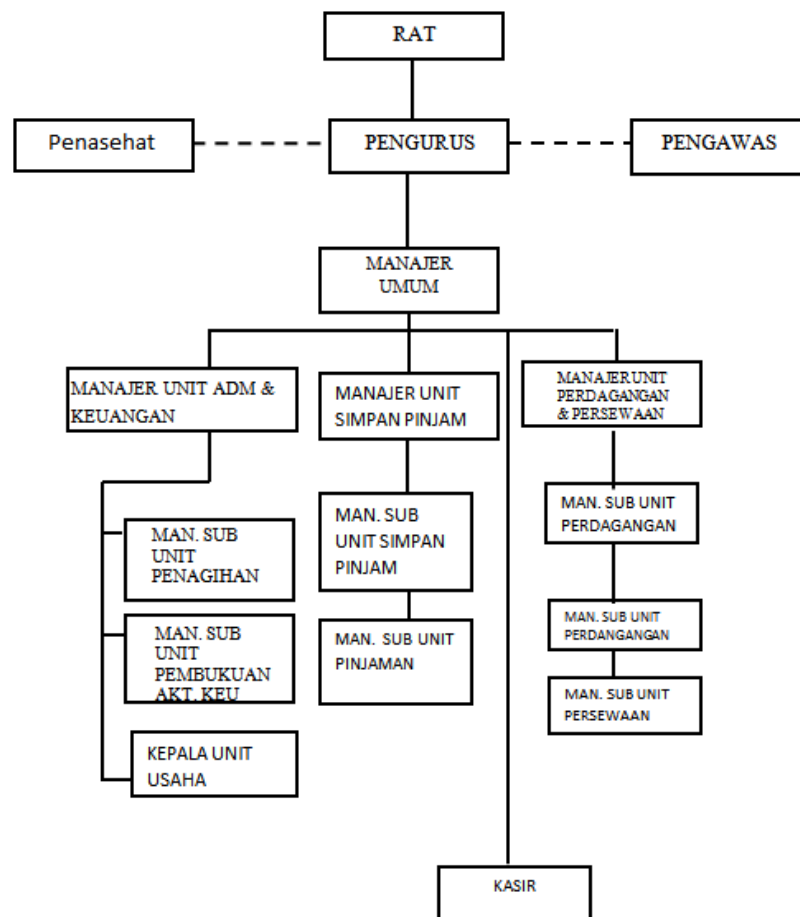 RAT
Penasehat
PENGURUS
PENGAWAS
MANAJER
UMUM
MANAJER UNIT ADM &
KEUANGAN
MANAJER UNIT
SIMPAN PINJAM
MANAJERUNIT
PERDAGANGAN
& PERSEWAAN
MAN. SUB
UNIT
PENAGIHAN
MAN. SUB
UNIT
PEMBUKUAN
AKT. KEU
KEPALA UNIT
USAHA
MAN. SUB
UNIT SIMPAN
PINJAM
MAN. SUB UNIT
PINJAMAN
MAN. SUB UNIT
PERDAGANGAN
MAN. SUB UNIT
PERDANGANGAN
MAN. SUB UNIT
PERSEWAAN
KASIR